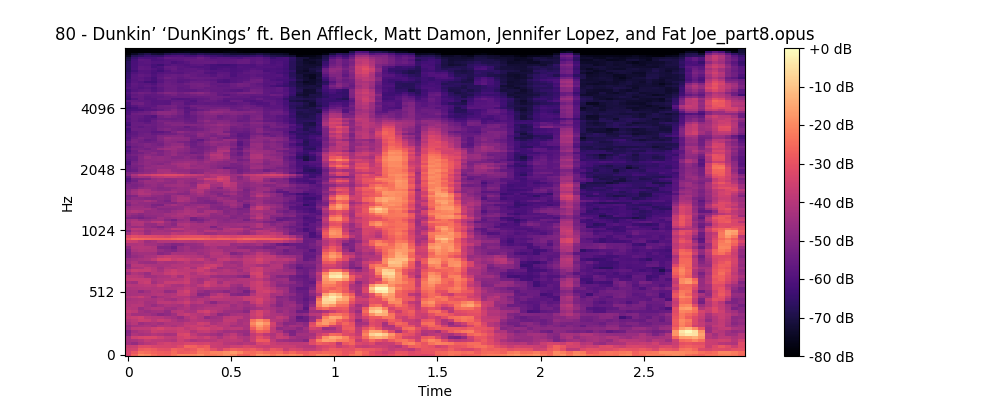 80 - Dunkin’ ‘DunKings’ ft. Ben Affleck, Matt Damon, Jennifer Lopez, and Fat Joe_part8.opus
Hz
4096
2048
1024
512
0
0
0.5
1
1.5
2
2.5
Time
+0 dB
-10 dB
-20 dB
-30 dB
-40 dB
-50 dB
-60 dB
-70 dB
-80 dB